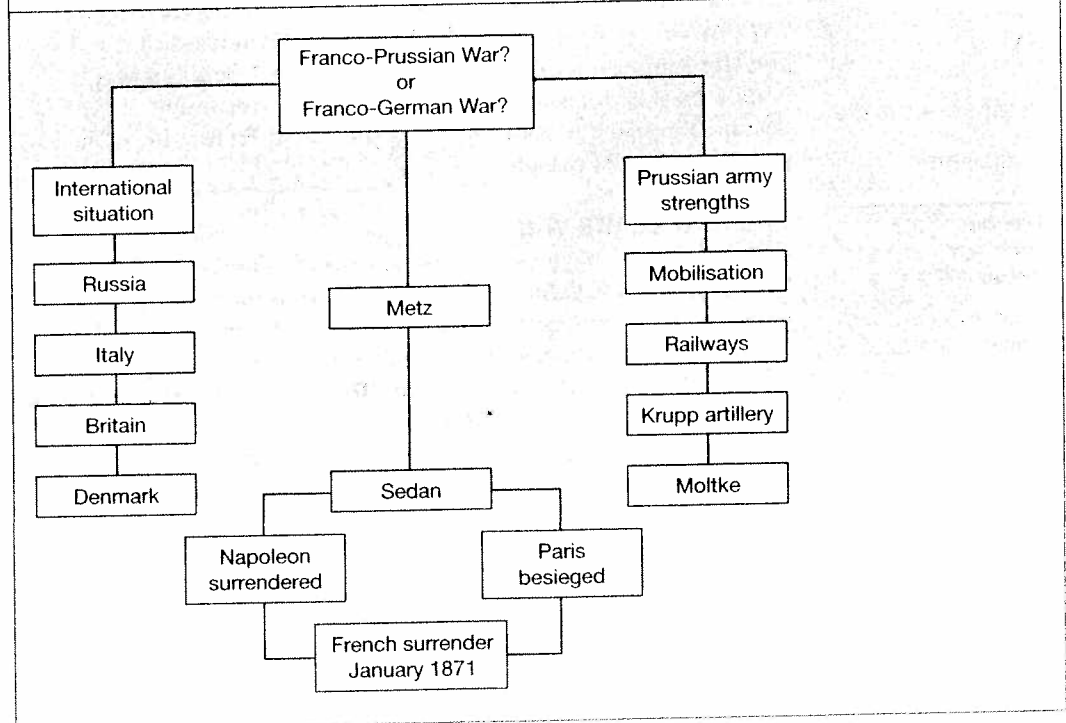 Franco-Prussian War?
or
Franco-German War?
International
situation
Russia
Italy
Britain
Denmark
Metz
Sedan
Napoleon
surrendered
Paris
besieged
French surrender
January 1871
Prussian army
strengths
Mobilisation
Railways
Krupp artillery
Moltke